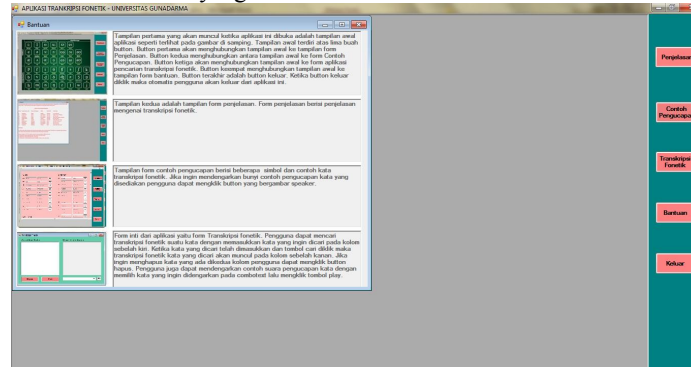 APLIKASI TRANKRIPSI FONETIK - UNIVERSITAS GUNADARMA
Bantuan
Tampilan pertama yang akan muncul ketika aplikasi ini dibuka adalah tampilan awal
aplikasi seperti terlihat pada gambar di samping. Tampilan awal terdiri atas lima buah
button. Button pertama akan menghubungkan tampilan awal ke tampilan form
Penjelasan. Button kedua menghubungkan antara tampilan awal ke form Contoh
Pengucapan. Button ketiga akan menghubungkan tampilan awal ke form aplikasi
pencarian transkripsi fonetik. Button keempat menghubungkan tampilan awal ke
tampilan form bantuan. Button terakhir adalah button keluar. Ketika button keluar
diklik maka otomatis pengguna akan keluar dari aplikasi ini.
Tampilan kedua adalah tampilan form penjelasan. Form penjelasan berisi penjelasan
mengenai transkripsi fonetik.
Tampilan form contoh pengucapan berisi beberapa simbol dan contoh kata
transkripsi fonetik. Jika ingin mendengarkan bunyi contoh pengucapan kata yang
disediakan pengguna dapat mengklik button yang bergambar speaker.
Form inti dari aplikasi yaitu form Transkripsi fonetik. Pengguna dapat mencari
transkripsi fonetik suatu kata dengan memasukkan kata yang ingin dicari pada kolom
sebelah kiri. Ketika kata yang dicari telah dimasukkan dan tombol cari diklik maka
transkripsi fonetik kata yang dicari akan muncul pada kolom sebelah kanan. Jika
ingin menghapus kata yang ada dikedua kolom pengguna dapat mengklik button
hapus. Pengguna juga dapat mendengarkan contoh suara pengucapan kata dengan
memilih kata yang ingin didengarkan pada combotext lalu mengklik tombol play.
Penjelasan
Contoh
Pengucapa
Transkripsi
Fonetik
Bantuan
Keluar